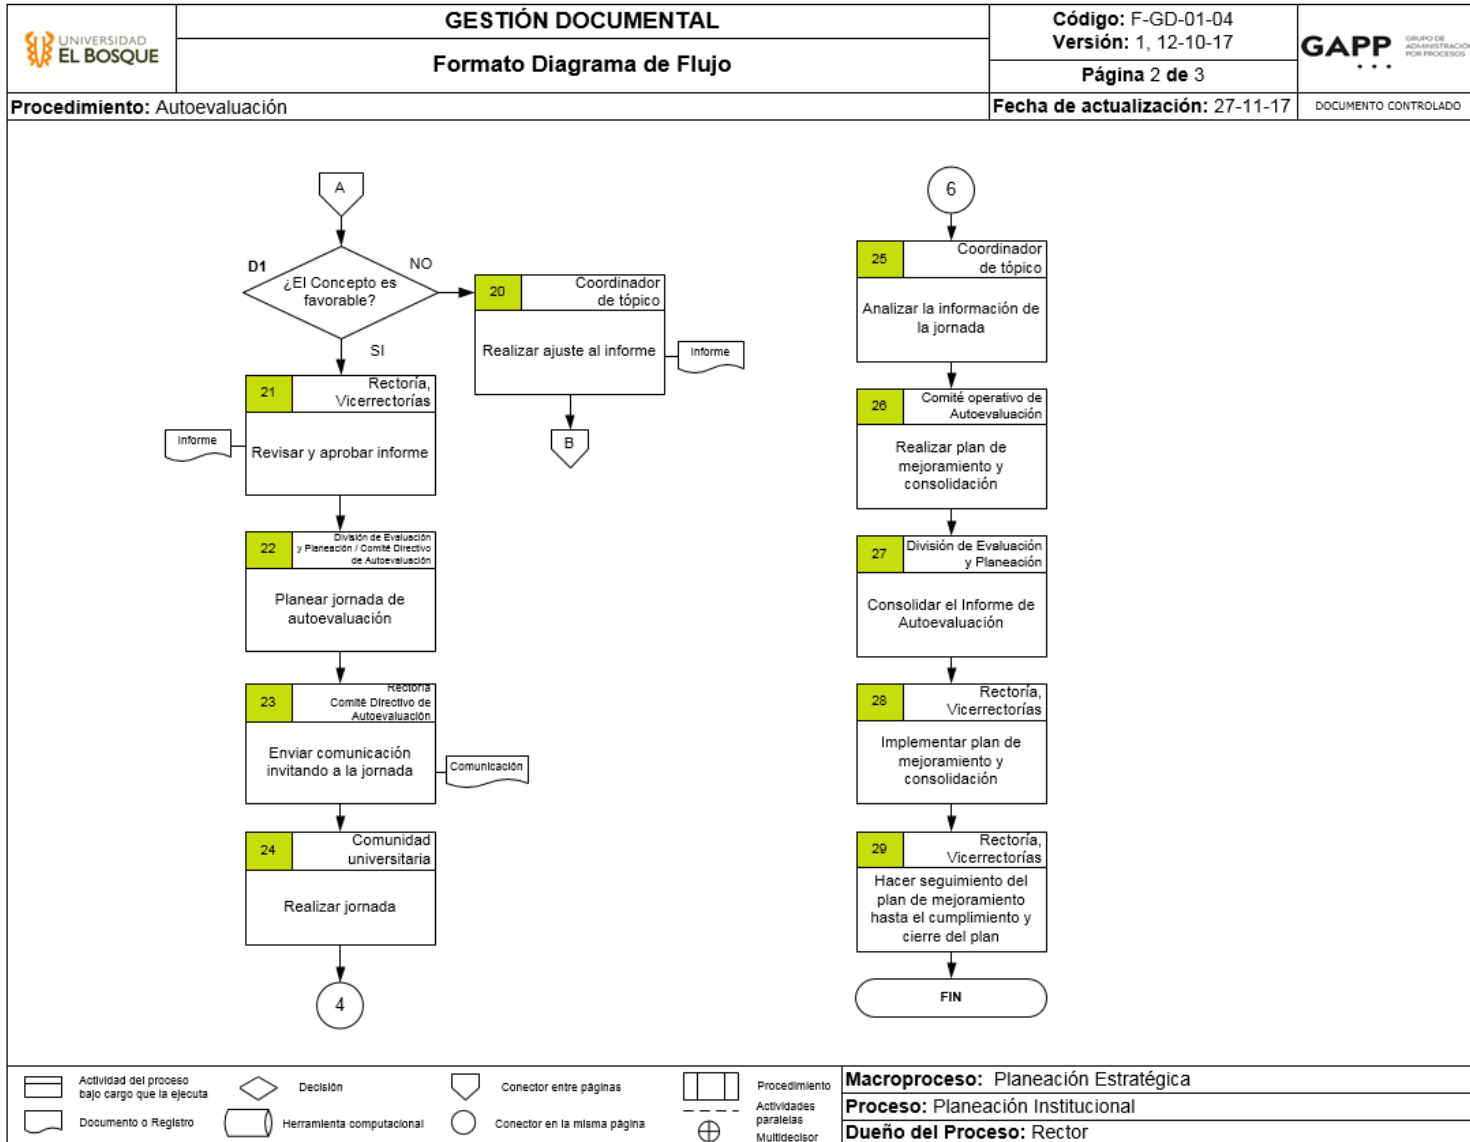 UNIVERSIDAD
EL BOSQUE
GESTIÓN DOCUMENTAL
Formato Diagrama de Flujo
Código: F-GD-01-04
Versión: 1, 12-10-17
Página 2 de 3
GAPP
GRUPO DE
ADMINISTRACIÓN
POR PROCESOS
Procedimiento: Autoevaluación
Fecha de actualización: 27-11-17
DOCUMENTO CONTROLADO
A
D1
¿El Concepto es
favorable?
NO
SI
20
Coordinador
de tópico
Realizar ajuste al informe
Informe
B
21
Rectoría,
Vicerrectorías
Revisar y aprobar informe
Informe
22
División de Evaluación
y Planeación / Comité Directivo
de Autoevaluación
Planear jornada de
autoevaluación
23
Rectoría
Comité Directivo de
Autoevaluación
Enviar comunicación
invitando a la jornada
Comunicación
24
Comunidad
universitaria
Realizar jornada
4
6
25
Coordinador
de tópico
Analizar la información de
la jornada
26
Comité operativo de
Autoevaluación
Realizar plan de
mejoramiento y
consolidación
27
División de Evaluación
y Planeación
Consolidar el Informe de
Autoevaluación
28
Rectoría,
Vicerrectorías
Implementar plan de
mejoramiento y
consolidación
29
Rectoría,
Vicerrectorías
Hacer seguimiento del
plan de mejoramiento
hasta el cumplimiento y
cierre del plan
FIN
Actividad del proceso
bajo cargo que la ejecuta
Documento o Registro
Decisión
Herramienta computacional
Conector entre páginas
Conector en la misma página
Procedimiento
Actividades
paralelas
Multidecisor
Macroproceso: Planeación Estratégica
Proceso: Planeación Institucional
Dueño del Proceso: Rector